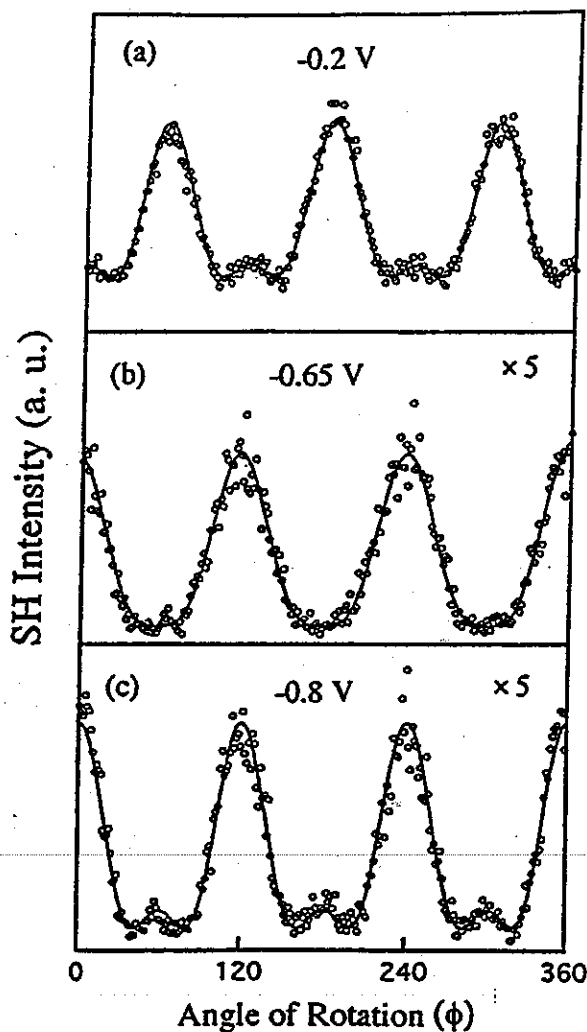 (a)
-0.2 V
(b)
-0.65 V
× 5
(c)
-0.8 V
× 5
SH Intensity (a. u.)
0
120
240
360
Angle of Rotation (ϕ)